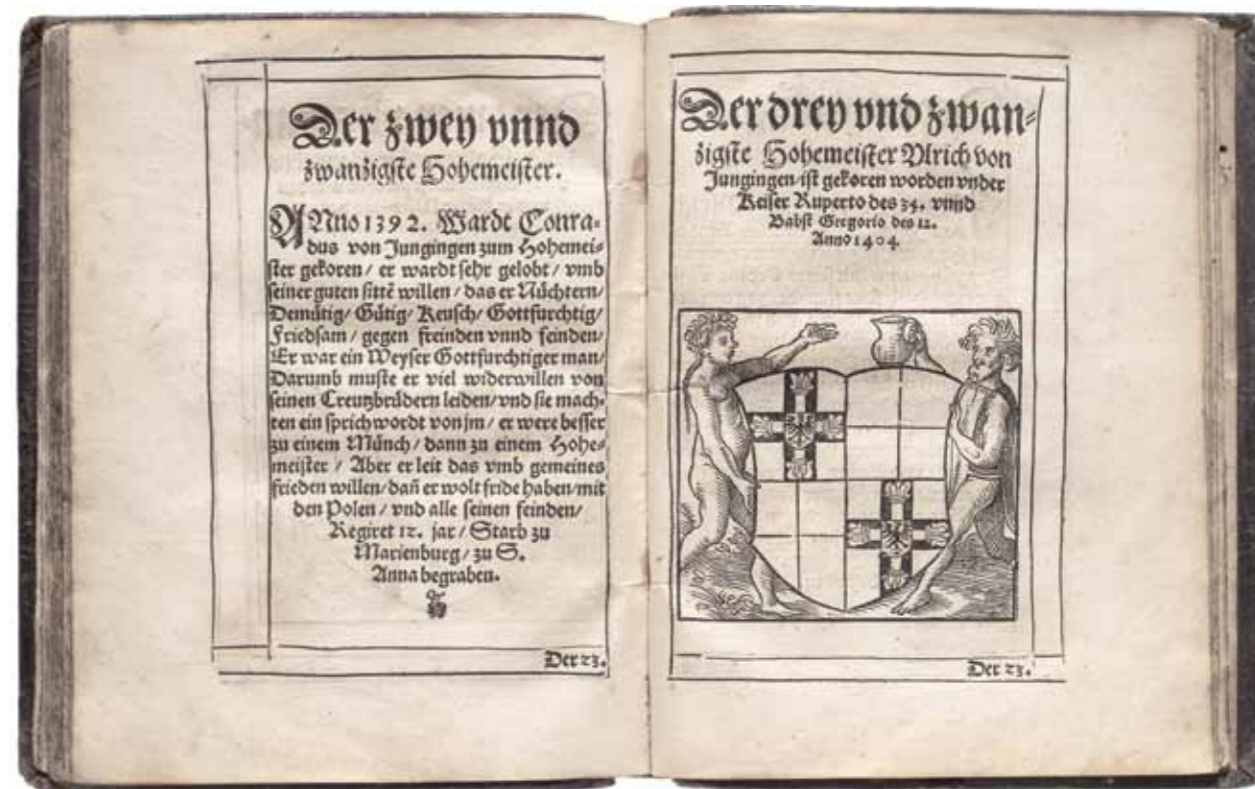 Der zwey vnnd
zwanzigste Hohemeister.
ANno 1392. Wardt Conra-
dus von Jungingen zum Hohemei-
ster gekoren / er wardt sehr gelobt / vmb
seiner guten sittē willen / das er Nüchtern /
Demütig / Gütig / Keusch / Gottfurchtig /
Friedsam / gegen freinden vnnd feinden /
Er war ein Weyser Gottfurchtiger man /
Darumb muste er viel widerwillen von
seinen Creutzbrüdern leiden / vnd sie mach-
ten ein sprichwordt von jm / er were besser
zu einem Münch / dann zu einem Hohe-
meister / Aber er leit das vmb gemeines
frieden willen / dañ er wolt fride haben / mit
den Polen / vnd alle seinen feinden /
Regiret 12. jar / Starb zu
Marienburg / zu S.
Anna begraben.
Der 23.
Der drey vnd zwan-
zigste Hohemeister Vlrich von
Jungingen / ist gekoren worden vnder
Keiser Ruperto des 34. vnnd
Babst Gregorio des 12.
Anno 1404.
Der 23.